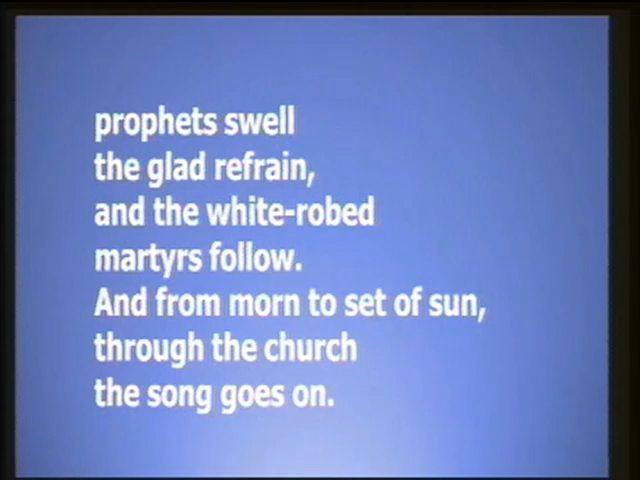 prophets swell
the glad refrain,
and the white-robed
martyrs follow.
And from morn to set of sun,
through the church
the song goes on.